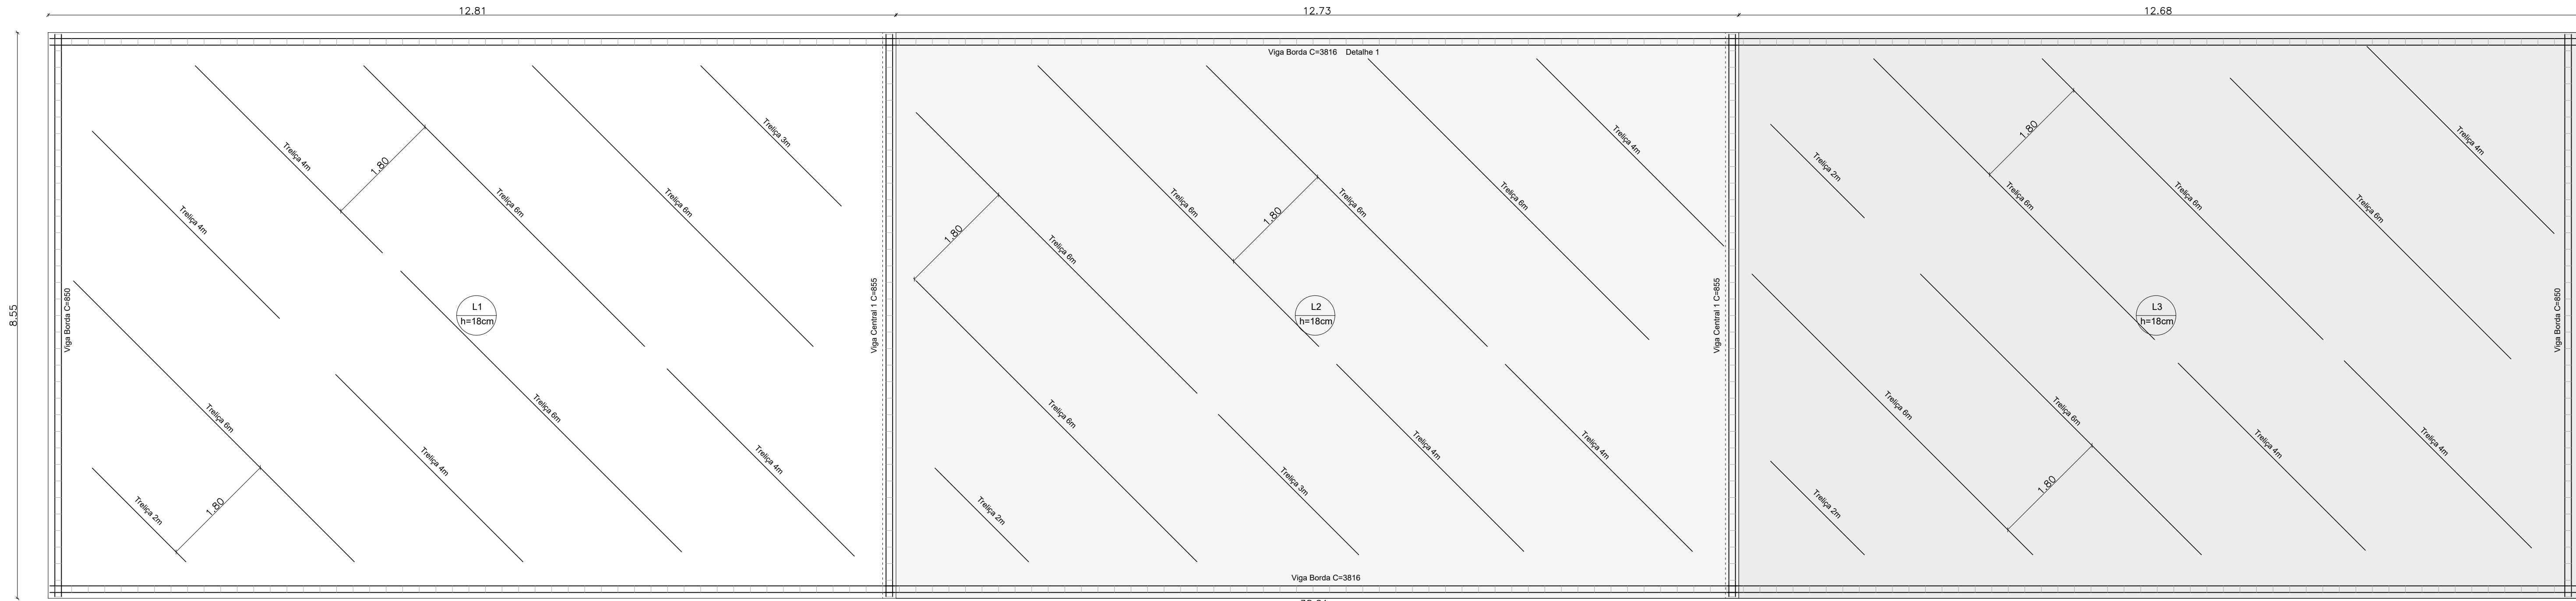 12.81
12.73
12.68
Viga Borda C=3816 Detalhe 1
8.55
Viga Borda C=850
Treliça 4m
Treliça 4m
1.80
Treliça 6m
Treliça 6m
Treliça 3m
L1
h=18cm
Treliça 6m
Treliça 2m
1.80
Treliça 4m
Treliça 6m
Treliça 4m
Viga Central 1 C=855
1.80
Treliça 6m
Treliça 6m
1.80
Treliça 6m
Treliça 6m
Treliça 4m
L2
h=18cm
Treliça 6m
Treliça 2m
Treliça 3m
Treliça 4m
Treliça 4m
Viga Central 1 C=855
Treliça 2m
1.80
Treliça 6m
Treliça 6m
Treliça 6m
Treliça 4m
L3
h=18cm
Treliça 6m
Treliça 2m
Treliça 6m
1.80
Treliça 4m
Treliça 4m
Viga Borda C=850
Viga Borda C=3816